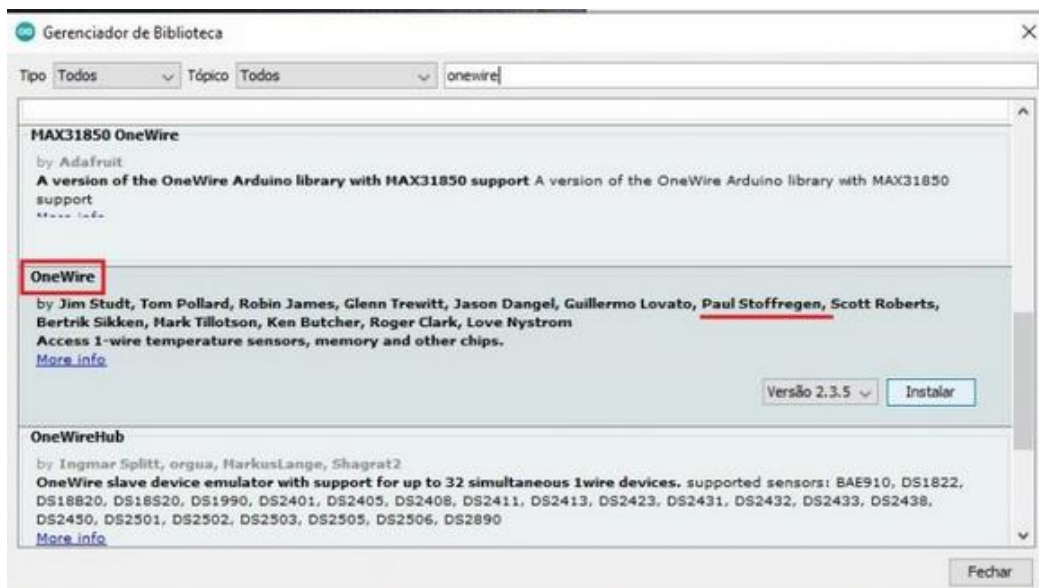 Gerenciador de Biblioteca
Tipo Todos Tópico Todos onewire
MAX31850 OneWire
by Adafruit
A version of the OneWire Arduino library with MAX31850 support A version of the OneWire Arduino library with MAX31850
support
More info
OneWire
by Jim Studt, Tom Pollard, Robin James, Glenn Trewitt, Jason Dangel, Guillermo Lovato, Paul Stoffregen, Scott Roberts,
Bertrik Sikken, Mark Tillotson, Ken Butcher, Roger Clark, Love Nystrom
Access 1-wire temperature sensors, memory and other chips.
More info
Versão 2.3.5 Instalar
OneWireHub
by Ingmar Splitt, orgua, MarkusLange, Shagrat2
OneWire slave device emulator with support for up to 32 simultaneous 1wire devices. supported sensors: BAE910, DS1822,
DS18B20, DS18S20, DS1990, DS2401, DS2405, DS2408, DS2411, DS2413, DS2423, DS2431, DS2432, DS2433, DS2438,
DS2450, DS2501, DS2502, DS2503, DS2505, DS2506, DS2890
More info
Fechar